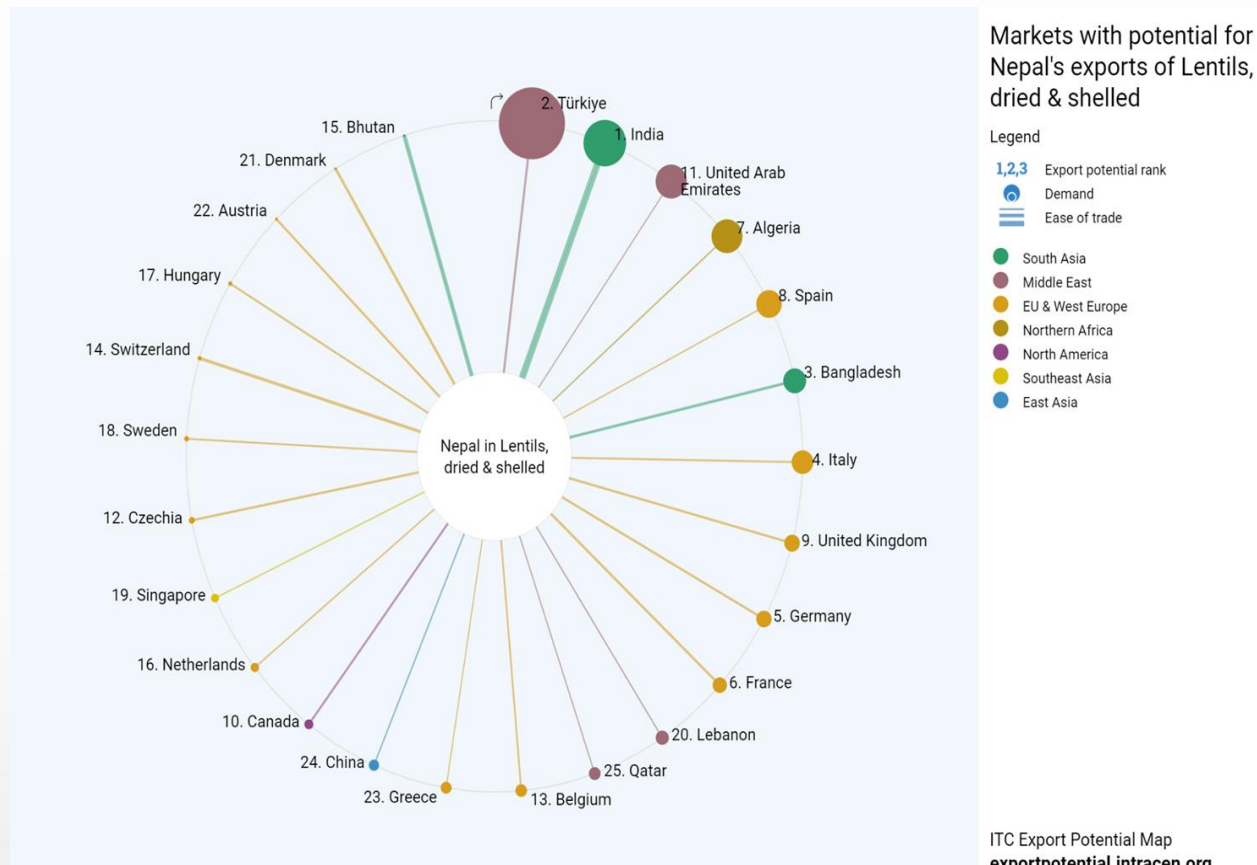 Markets with potential for
Nepal's exports of Lentils,
dried & shelled
Legend
1,2,3 Export potential rank
Demand
Ease of trade
South Asia
Middle East
EU & West Europe
Northern Africa
North America
Southeast Asia
East Asia
2. Türkiye
1. India
11. United Arab
Emirates
7. Algeria
8. Spain
3. Bangladesh
4. Italy
9. United Kingdom
5. Germany
6. France
20. Lebanon
25. Qatar
13. Belgium
23. Greece
24. China
10. Canada
16. Netherlands
19. Singapore
12. Czechia
18. Sweden
14. Switzerland
17. Hungary
22. Austria
21. Denmark
15. Bhutan
Nepal in Lentils,
dried & shelled
ITC Export Potential Map
exportpotential.intracen.org